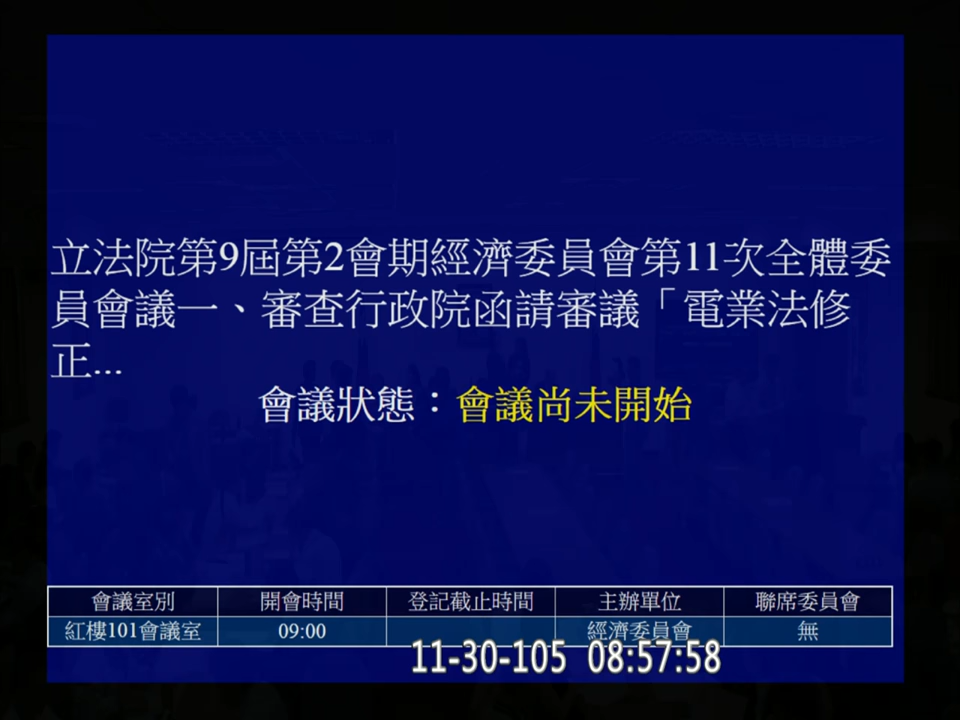 立法院第9屆第2會期經濟委員會第11次全體委
員會議一、審查行政院函請審議「電業法修
正...
會議狀態：會議尚未開始
會議室別 開會時間 登記截止時間 主辦單位 聯席委員會
紅樓101會議室 09:00 經濟委員會 無
11-30-105 08:57:58